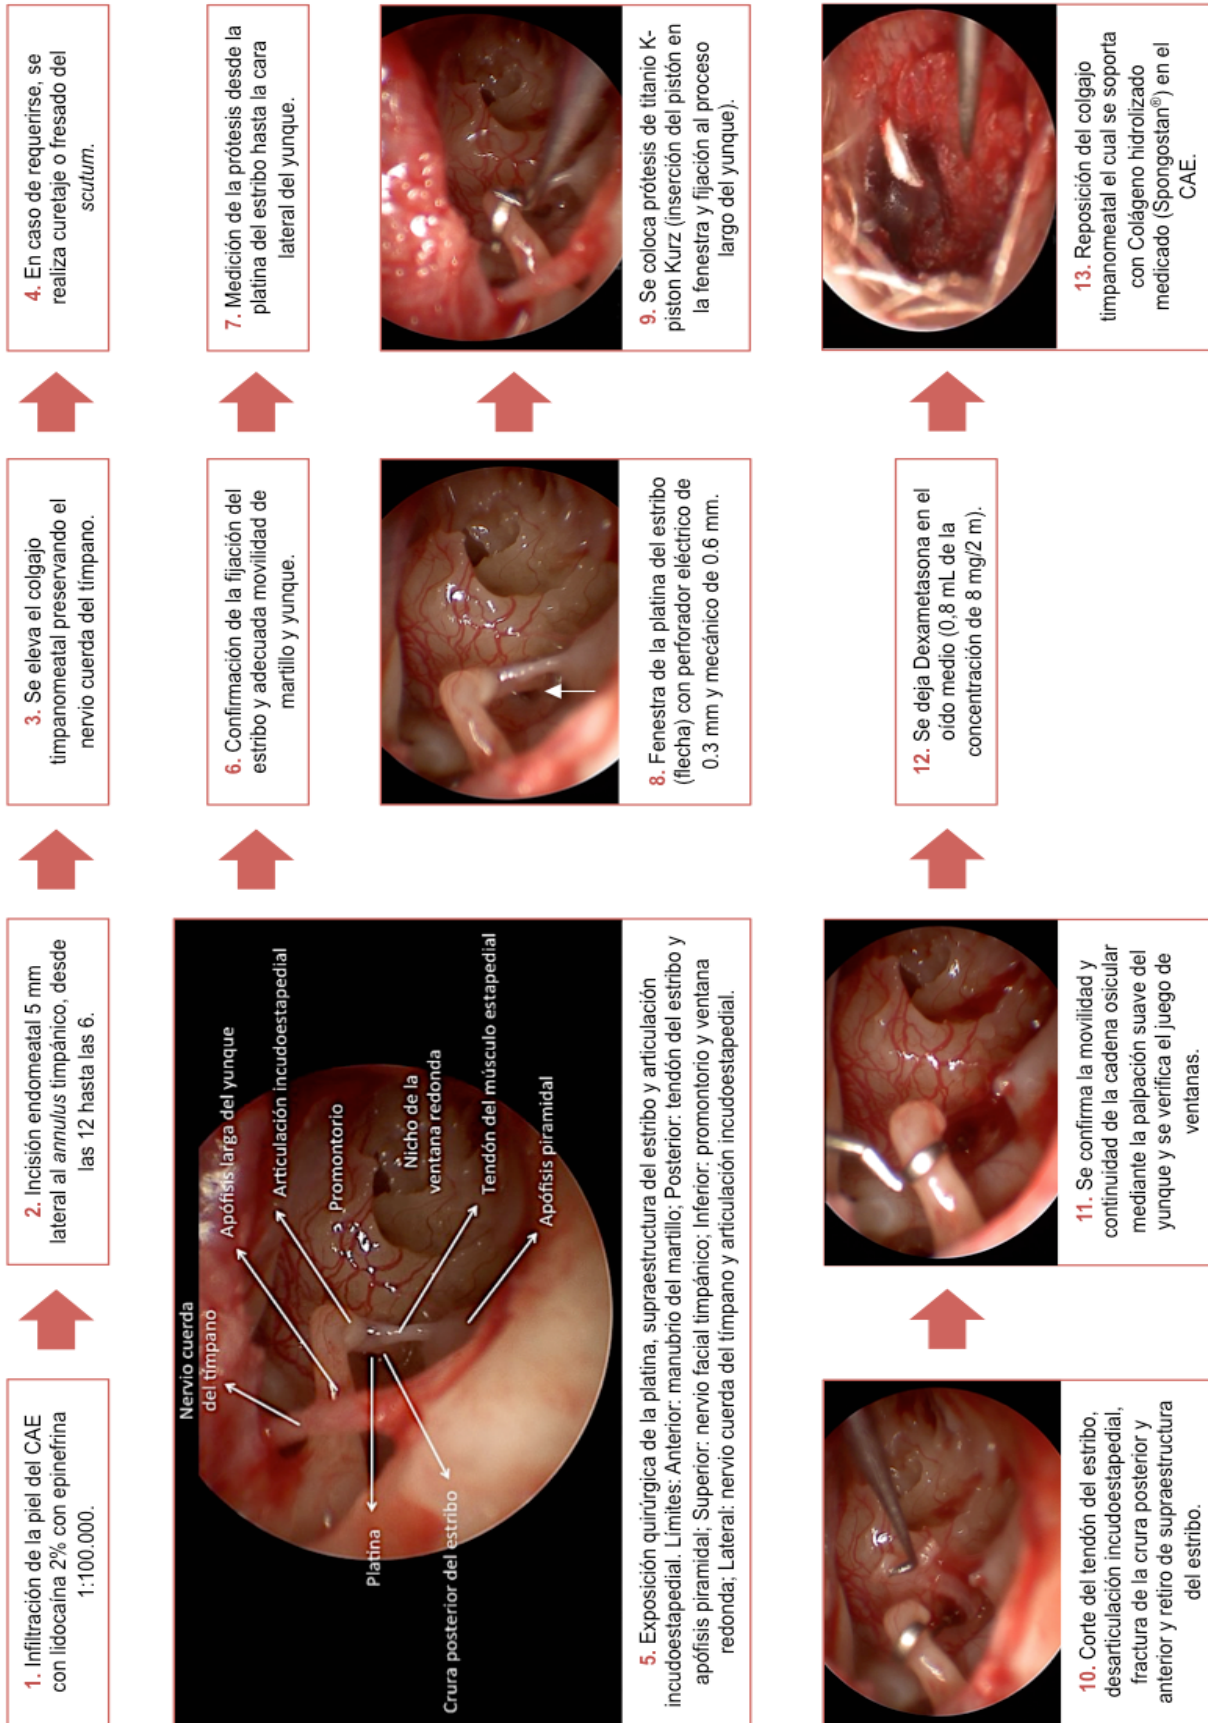 1. Infiltración de la piel del CAE
con lidocaína 2% con epinefrina
1:100.000.
2. Incisión endomeatal 5 mm
lateral al annulus timpánico, desde
las 12 hasta las 6.
3. Se eleva el colgajo
timpanomeatal preservando el
nervio cuerda del tímpano.
4. En caso de requerirse, se
realiza curetaje o fresado del
scutum.
Nervio cuerda
del tímpano
Apófisis larga del yunque
Articulación incudoestapedial
Promontorio
Nicho de la
ventana redonda
Tendón del músculo estapedial
Apófisis piramidal
Platina
Crura posterior del estribo
5. Exposición quirúrgica de la platina, supraestructura del estribo y articulación
incudoestapedial. Límites: Anterior: manubrio del martillo; Posterior: tendón del estribo y
apófisis piramidal; Superior: nervio facial timpánico; Inferior: promontorio y ventana
redonda; Lateral: nervio cuerda del tímpano y articulación incudoestapedial.
6. Confirmación de la fijación del
estribo y adecuada movilidad de
martillo y yunque.
7. Medición de la prótesis desde la
platina del estribo hasta la cara
lateral del yunque.
8. Fenestra de la platina del estribo
(flecha) con perforador eléctrico de
0.3 mm y mecánico de 0.6 mm.
9. Se coloca prótesis de titanio K-
piston Kurz (inserción del pistón en
la fenestra y fijación al proceso
largo del yunque).
10. Corte del tendón del estribo,
desarticulación incudoestapedial,
fractura de la crura posterior y
anterior y retiro de supraestructura
del estribo.
11. Se confirma la movilidad y
continuidad de la cadena osicular
mediante la palpación suave del
yunque y se verifica el juego de
ventanas.
12. Se deja Dexametasona en el
oído medio (0,8 mL de la
concentración de 8 mg/2 m).
13. Reposición del colgajo
timpanomeatal el cual se soporta
con Colágeno hidrolizado
medicado (Spongostan®) en el
CAE.